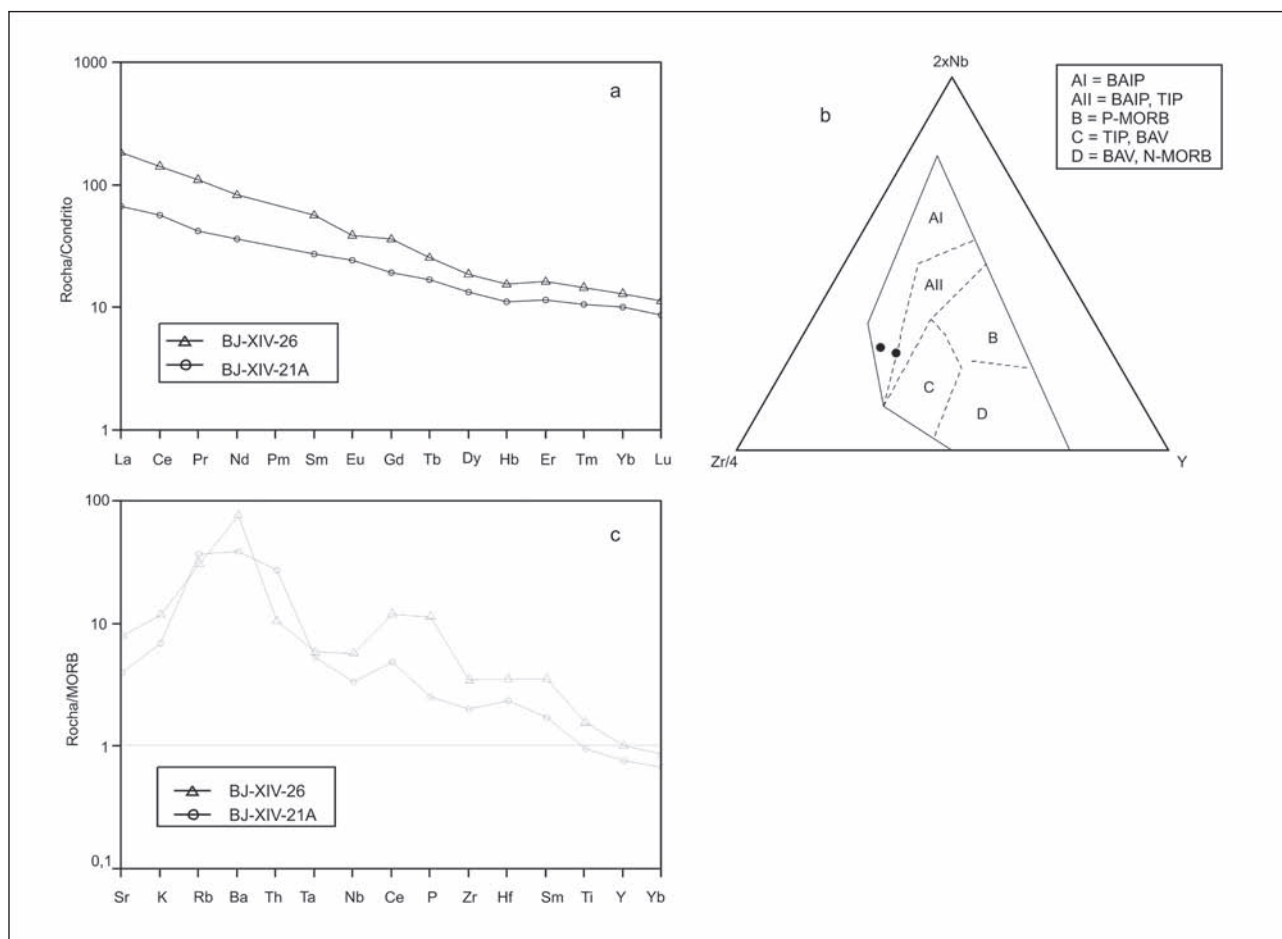 1000
a
100
Rocha/Condrito
10
BJ-XIV-26
BJ-XIV-21A
1
La Ce Pr Nd Pm Sm Eu Gd Tb Dy Hb Er Tm Yb Lu
2xNb
b
AI = BAIP
AII = BAIP, TIP
B = P-MORB
C = TIP, BAV
D = BAV, N-MORB
AI
AII
B
C
D
Zr/4
Y
100
c
10
Rocha/MORB
1
BJ-XIV-26
BJ-XIV-21A
0,1
Sr K Rb Ba Th Ta Nb Ce P Zr Hf Sm Ti Y Yb